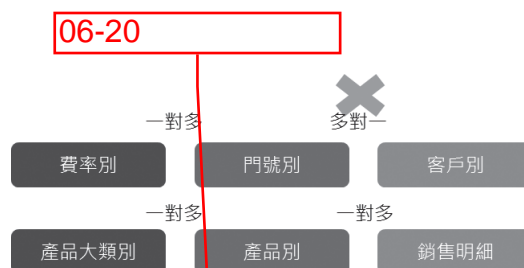 06-20
一對多 多對一
費率別 門號別 客戶別
一對多 一對多
產品大類別 產品別 銷售明細